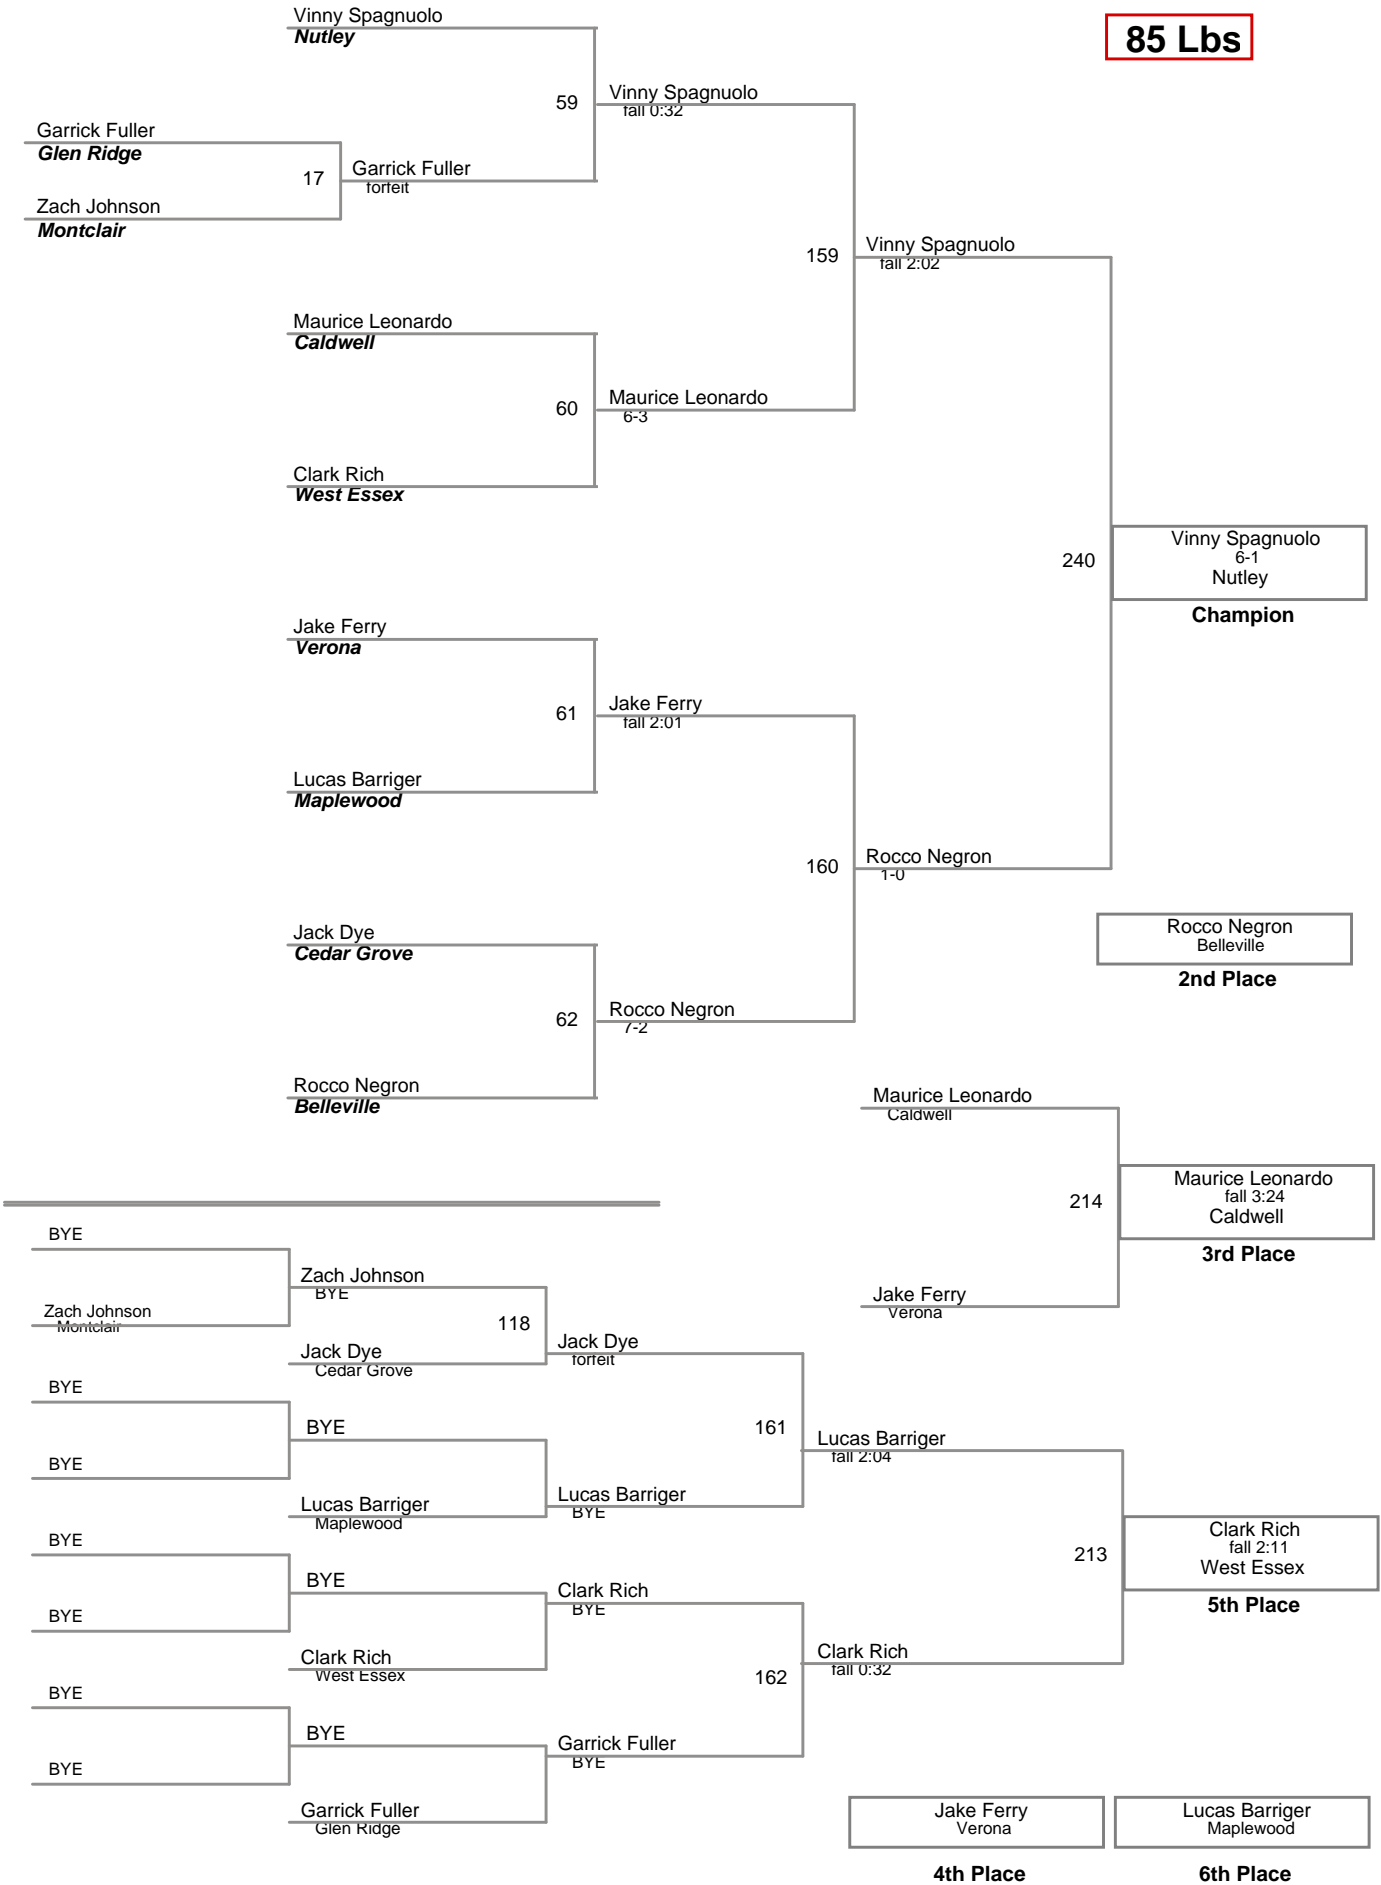 Vinny Spagnuolo
Nutley
85 Lbs
59
Vinny Spagnuolo
fall 0:32
Garrick Fuller
Glen Ridge
17
Garrick Fuller
forfeit
Zach Johnson
Montclair
159
Vinny Spagnuolo
fall 2:02
Maurice Leonardo
Caldwell
60
Maurice Leonardo
6-3
Clark Rich
West Essex
240
Vinny Spagnuolo
6-1
Nutley
Champion
Jake Ferry
Verona
61
Jake Ferry
fall 2:01
Lucas Barriger
Maplewood
160
Rocco Negron
1-0
Jack Dye
Cedar Grove
Rocco Negron
Belleville
2nd Place
62
Rocco Negron
7-2
Rocco Negron
Belleville
Maurice Leonardo
Caldwell
214
Maurice Leonardo
fall 3:24
Caldwell
3rd Place
Jake Ferry
Verona
BYE
Zach Johnson
BYE
Zach Johnson
Montclair
118
Jack Dye
forfeit
Jack Dye
Cedar Grove
BYE
BYE
161
Lucas Barriger
fall 2:04
BYE
Lucas Barriger
Maplewood
Lucas Barriger
BYE
BYE
213
Clark Rich
fall 2:11
West Essex
5th Place
BYE
Clark Rich
BYE
BYE
Clark Rich
West Essex
162
Clark Rich
fall 0:32
BYE
BYE
Garrick Fuller
BYE
BYE
Garrick Fuller
Glen Ridge
Jake Ferry
Verona
4th Place
Lucas Barriger
Maplewood
6th Place